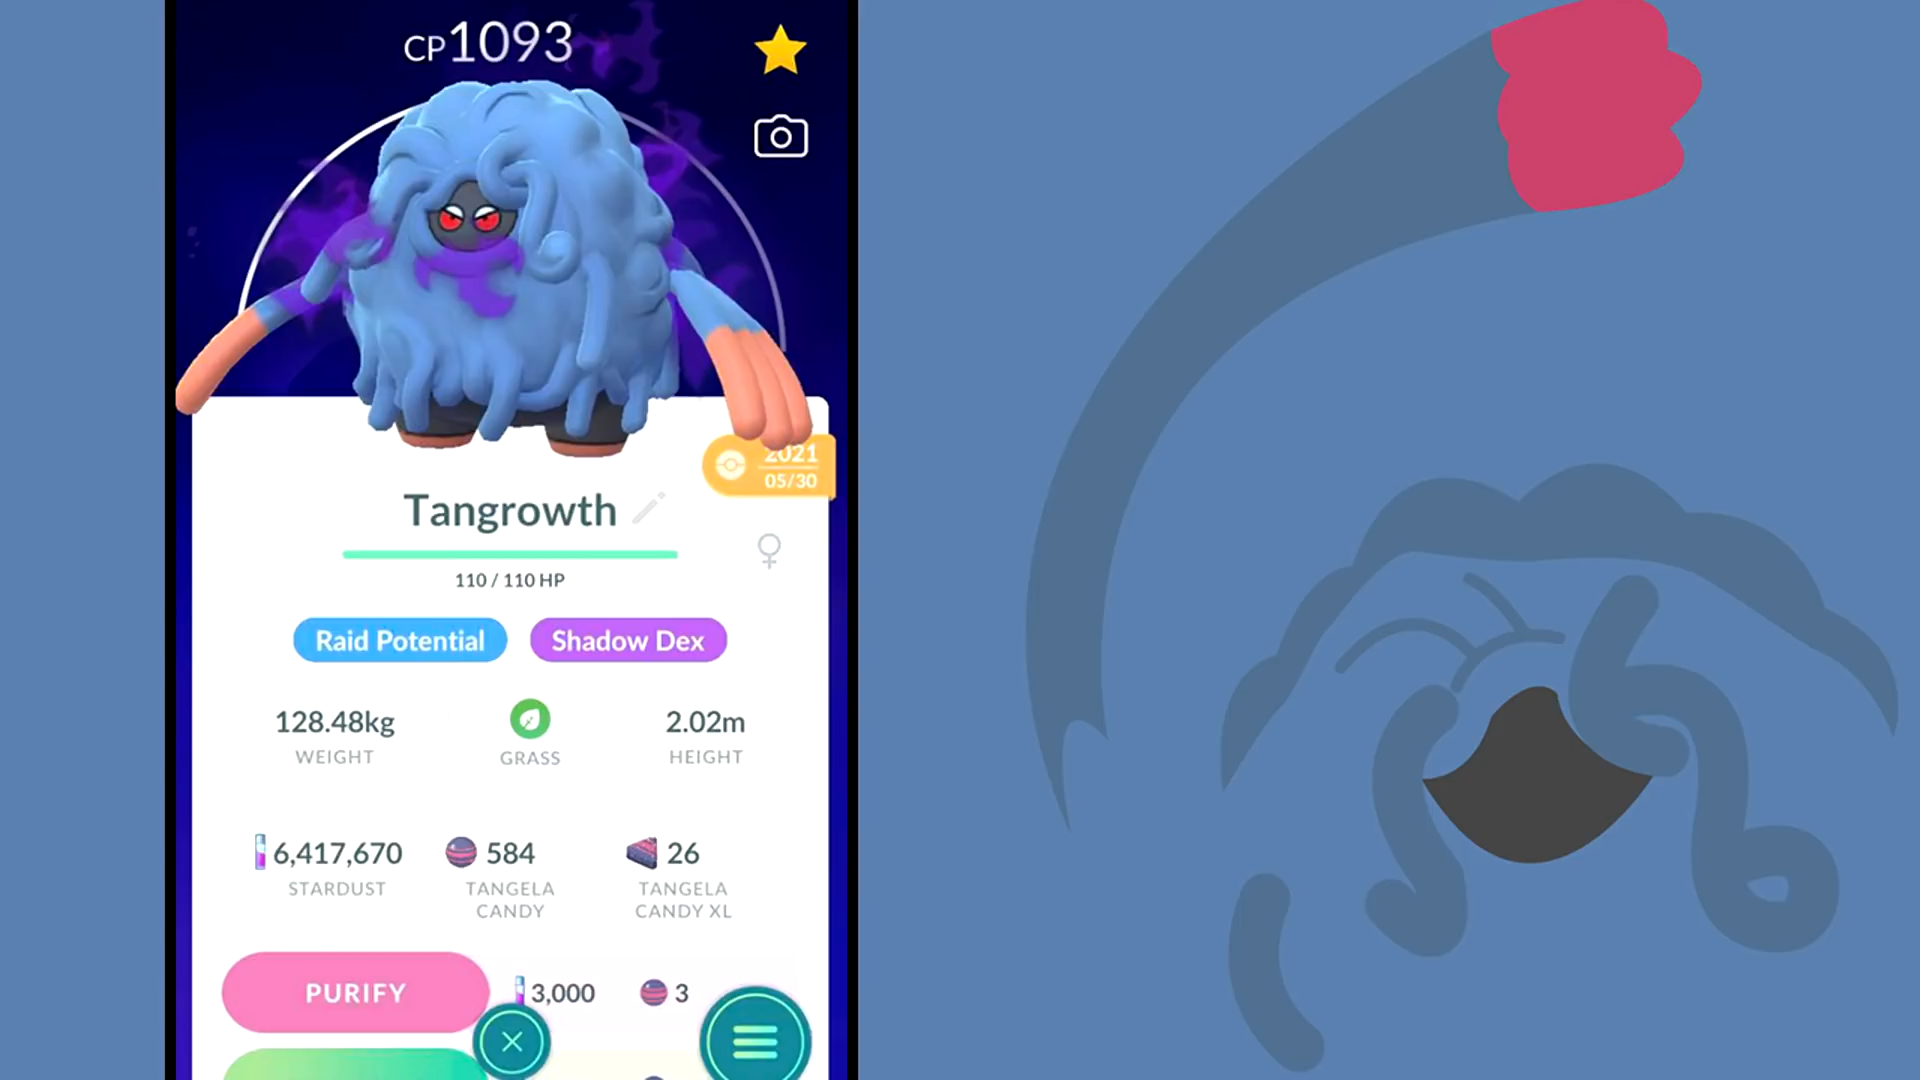 CP1093
2021
05/30
Tangrowth
110 / 110 HP
Raid Potential
Shadow Dex
128.48kg
WEIGHT
GRASS
2.02m
HEIGHT
6,417,670
STARDUST
584
TANGELA
CANDY
26
TANGELA
CANDY XL
PURIFY
3,000
3